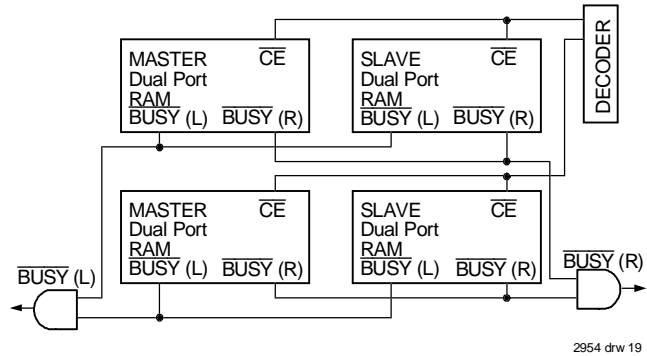 MASTER
Dual Port
RAM
BUSY (L) BUSY (R)
CE
SLAVE
Dual Port
RAM
BUSY (L) BUSY (R)
CE
DECODER
MASTER
Dual Port
RAM
BUSY (L) BUSY (R)
CE
SLAVE
Dual Port
RAM
BUSY (L) BUSY (R)
CE
BUSY (L)
BUSY (R)
2954 drw 19